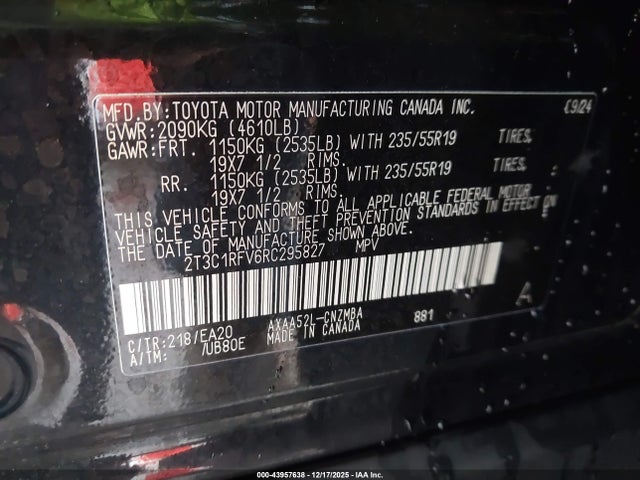 MFD.BY:TOYOTA MOTOR MANUFACTURING CANADA INC. 09/24
GVWR:2090KG (4610LB)
GAWR:FRT. 1150KG (2535LB) WITH 235/55R19 TIRES,
19X7 1/2 RIMS.
RR. 1150KG (2535LB) WITH 235/55R19 TIRES,
19X7 1/2 RIMS.
THIS VEHICLE CONFORMS TO ALL APPLICABLE FEDERAL MOTOR
VEHICLE SAFETY AND THEFT PREVENTION STANDARDS IN EFFECT ON
THE DATE OF MANUFACTURE SHOWN ABOVE.
2T3C1RFV6RC295827 MPV
C/TR:218/EA20 AXAA52L-CNZMBA 881 A
A/TM: /UB80E MADE IN CANADA
000-43957638 - 12/17/2025 - IAA Inc.